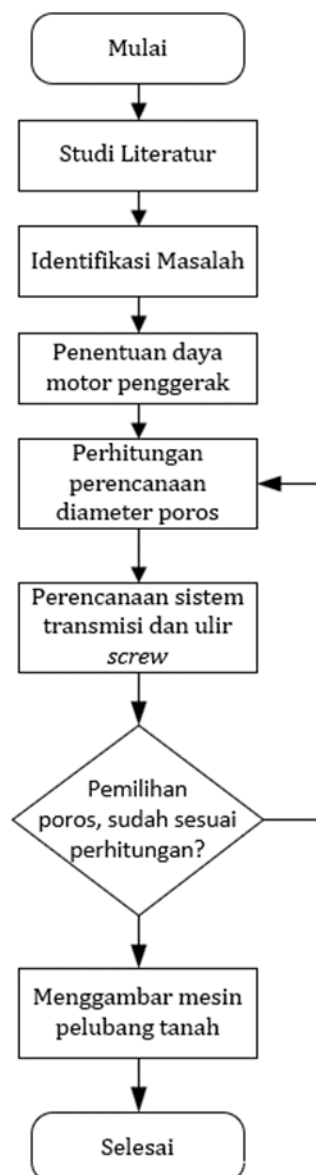 Mulai
Studi Literatur
Identifikasi Masalah
Penentuan daya
motor penggerak
Perhitungan
perencanaan
diameter poros
Perencanaan sistem
transmisi dan ulir
screw
Pemilihan
poros, sudah sesuai
perhitungan?
Menggambar mesin
pelubang tanah
Selesai